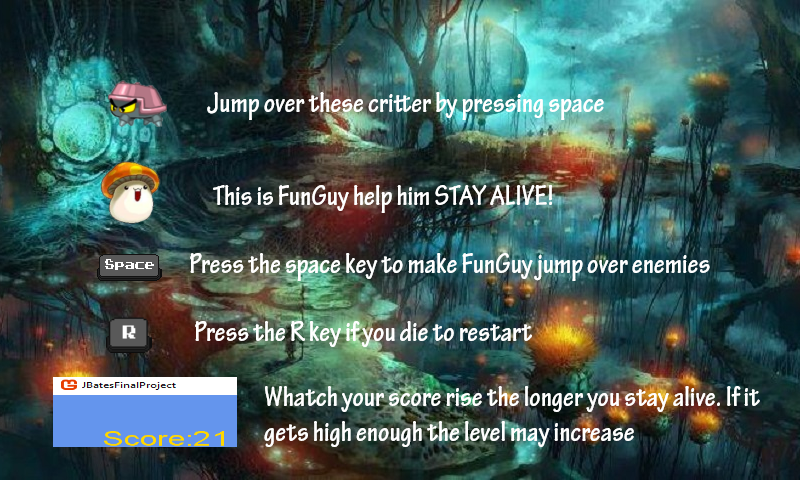 Jump over these critter by pressing space
This is FunGuy help him STAY ALIVE!
Space
Press the space key to make FunGuy jump over enemies
R
Press the R key if you die to restart
JBatesFinalProject
Score:21
Whatch your score rise the longer you stay alive. If it
gets high enough the level may increase